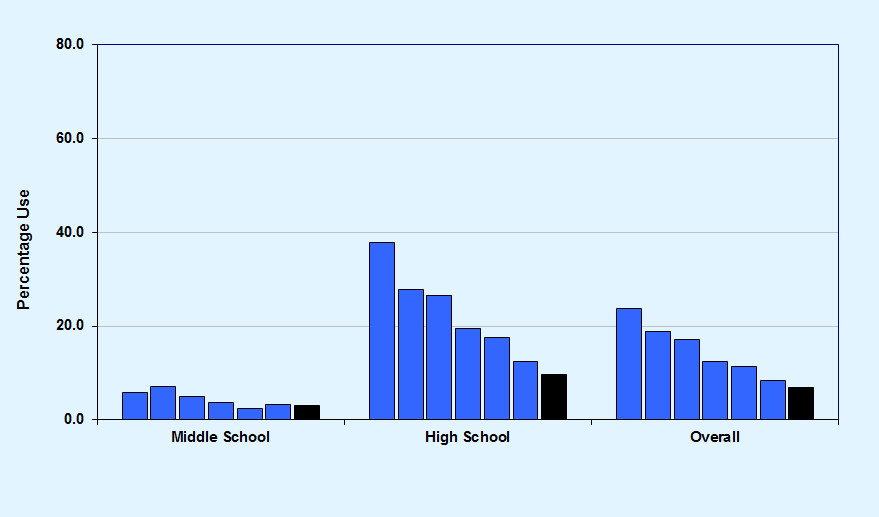 80.0
60.0
40.0
20.0
0.0
Percentage Use
Middle School
High School
Overall